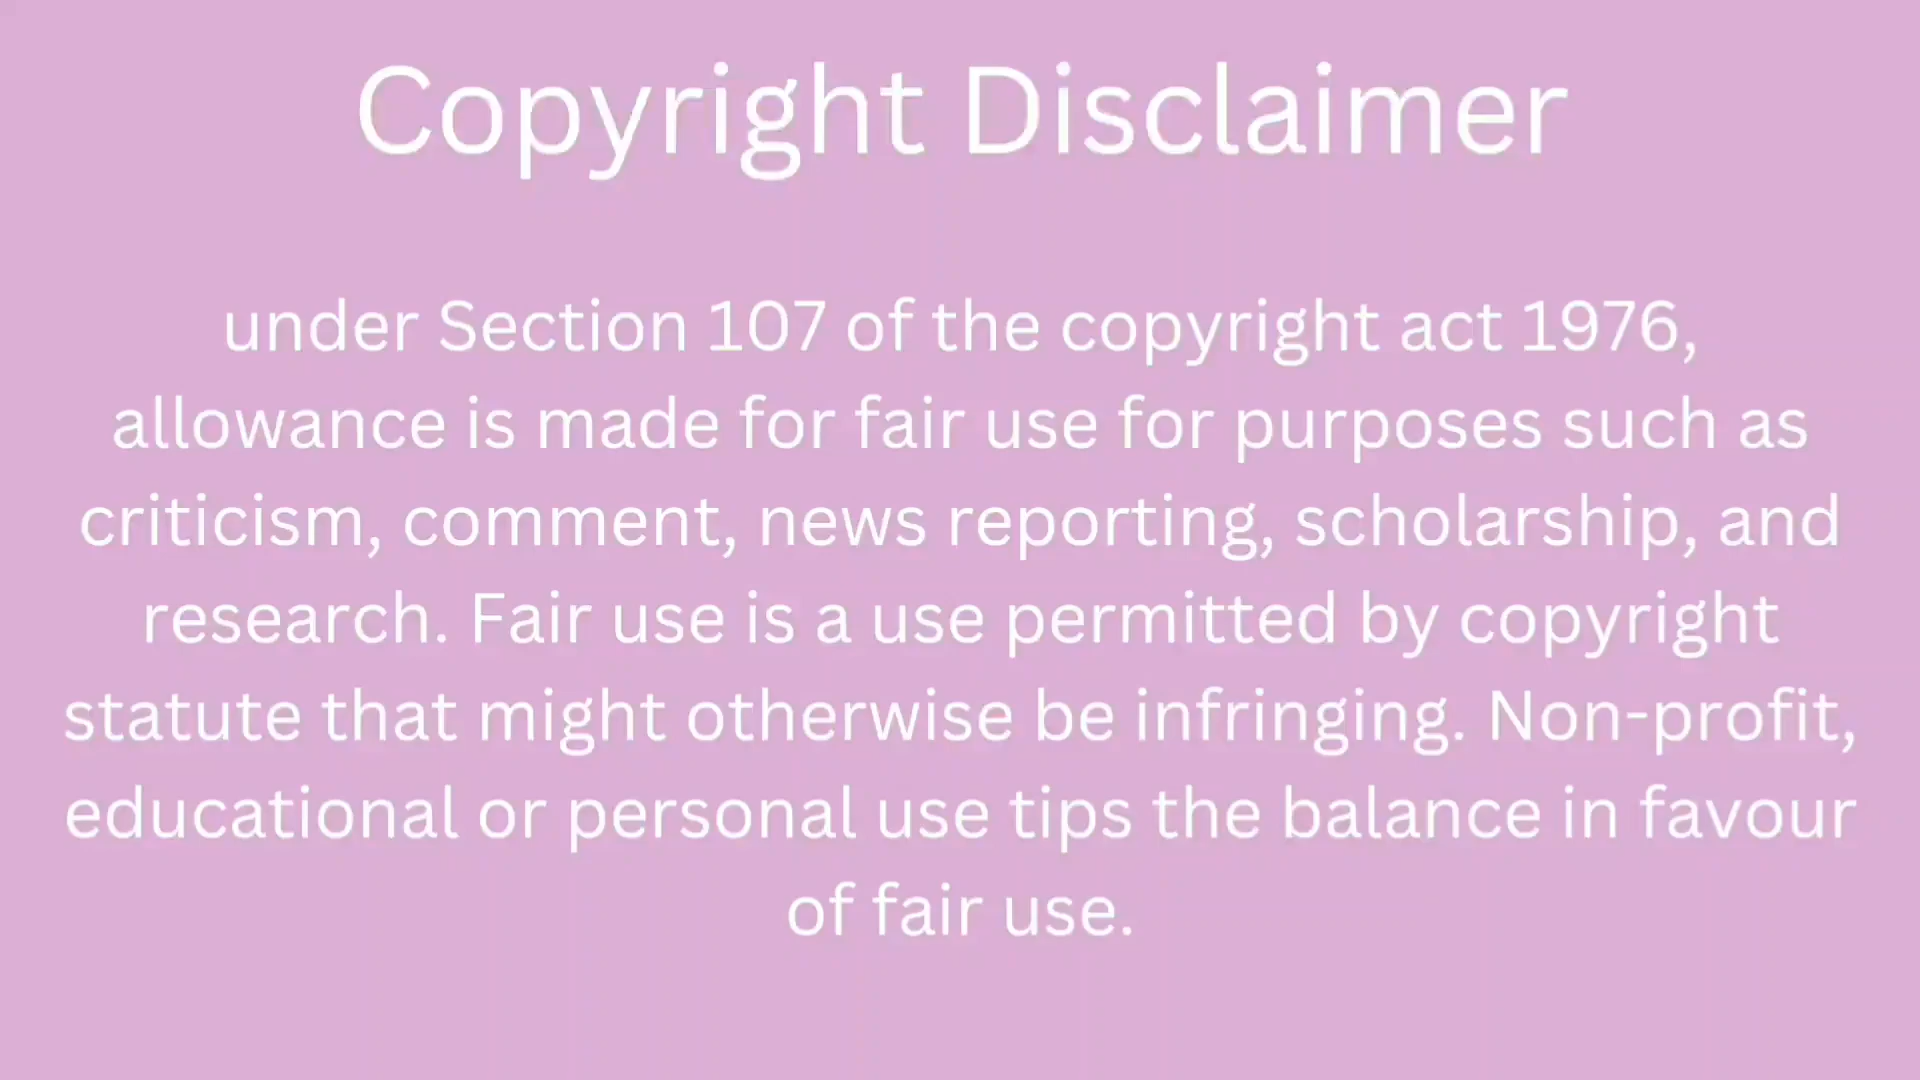 Copyright Disclaimer
under Section 107 of the copyright act 1976,
allowance is made for fair use for purposes such as
criticism, comment, news reporting, scholarship, and
research. Fair use is a use permitted by copyright
statute that might otherwise be infringing. Non-profit,
educational or personal use tips the balance in favour
of fair use.